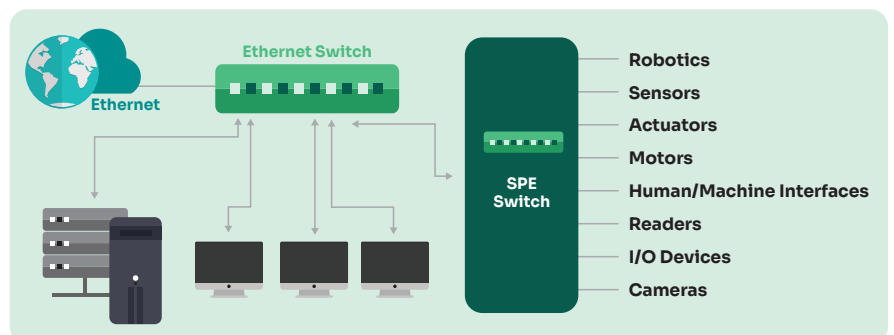 Ethernet Switch
Ethernet
SPE
Switch
Robotics
Sensors
Actuators
Motors
Human/Machine Interfaces
Readers
I/O Devices
Cameras